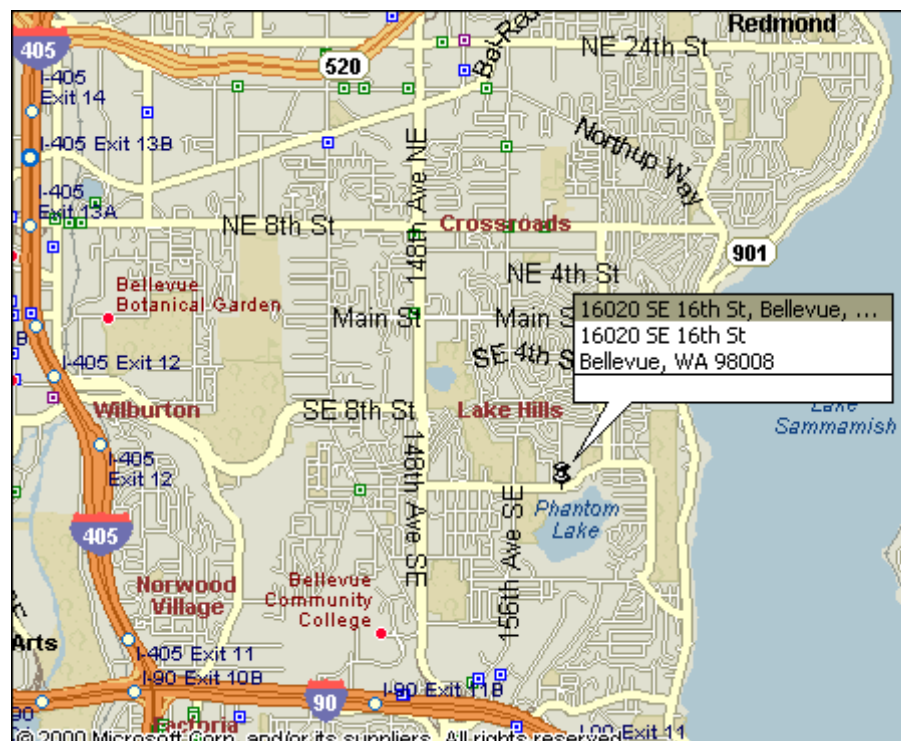 Redmond
405
NE 24th St
520
Bel-Re
I-405
Exit 14
I-405 Exit 13B
148th Ave NE
Northup Way
I-405
Exit 13A
NE 8th St
Crossroads
901
NE 4th St
Bellevue
Botanical Garden
Main St
Main S
16020 SE 16th St, Bellevue, ...
16020 SE 16th St
Bellevue, WA 98008
B
SE 4th S
I-405 Exit 12
Wilburton
SE 8th St
Lake Hills
Lake
Sammamish
I-405
Exit 12
148th Ave SE
Phantom
Lake
405
156th Ave SE
Norwood
Village
Bellevue
Community
College
Arts
I-405 Exit 11
I-90 Exit 10B
90
I-90 Exit 11B
90
actoria
I-90 Exit 11
© 2000 Microsoft Corp. and/or its suppliers. All rights reserved.